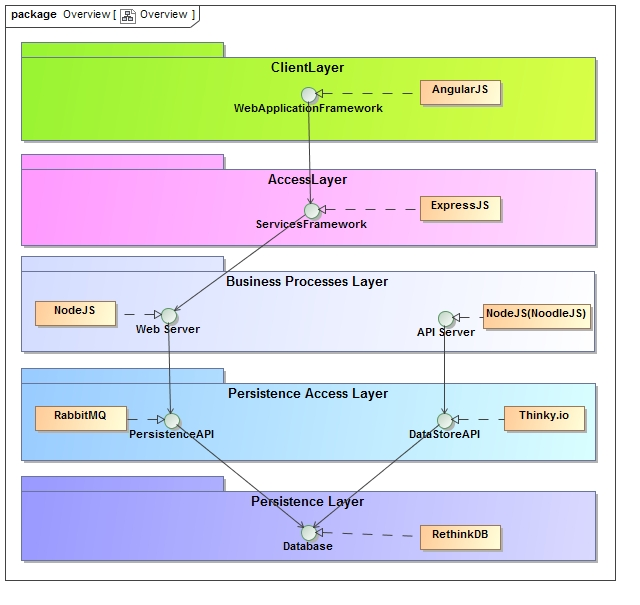 package Overview [ Overview ]
ClientLayer
AngularJS
WebApplicationFramework
AccessLayer
ExpressJS
ServicesFramework
Business Processes Layer
NodeJS
NodeJS(NoodleJS)
Web Server
API Server
Persistence Access Layer
RabbitMQ
Thinky.io
PersistenceAPI
DataStoreAPI
Persistence Layer
RethinkDB
Database